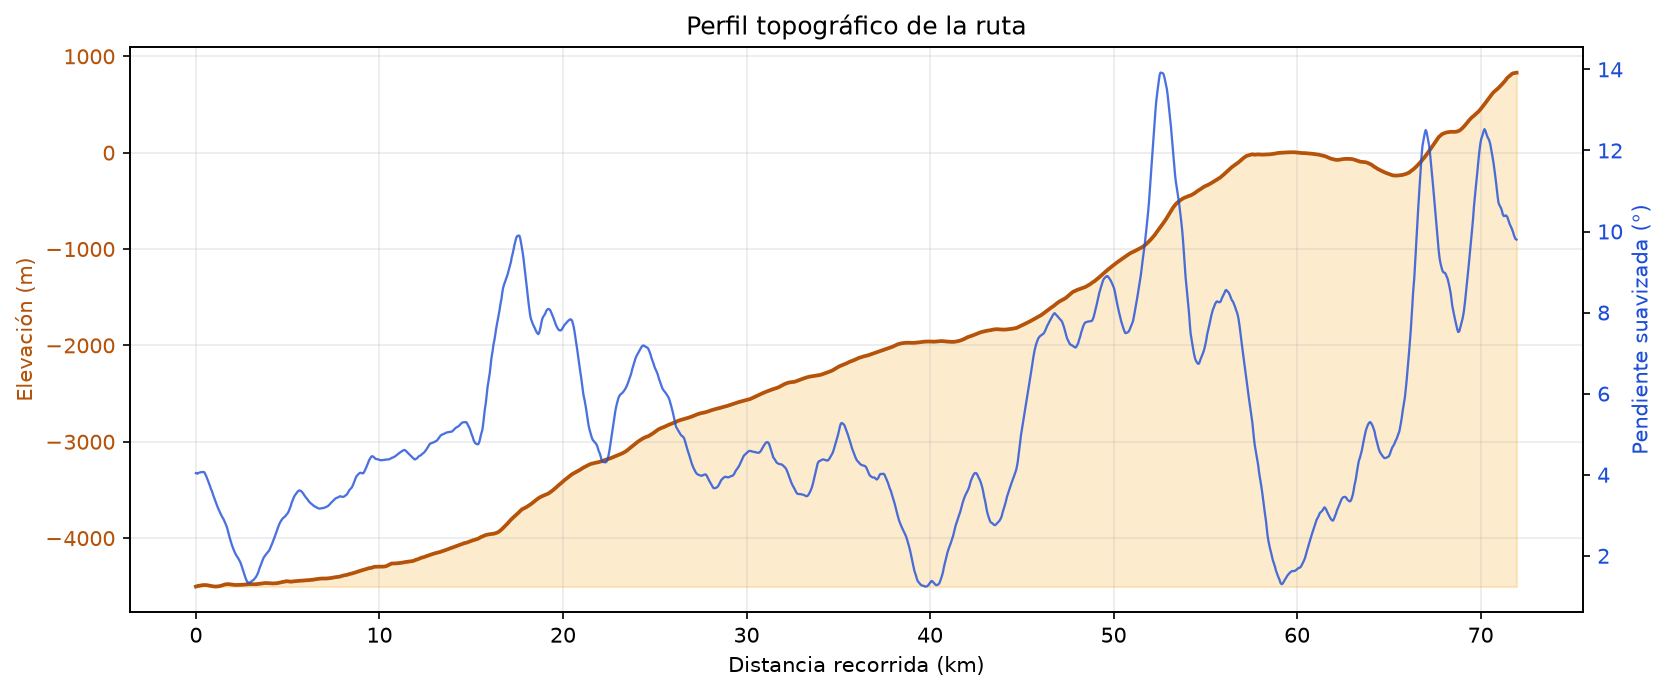 Perfil topográfico de la ruta
1000
0
−1000
−2000
−3000
−4000
Elevación (m)
14
12
10
8
6
4
2
Pendiente suavizada (°)
0 10 20 30 40 50 60 70
Distancia recorrida (km)